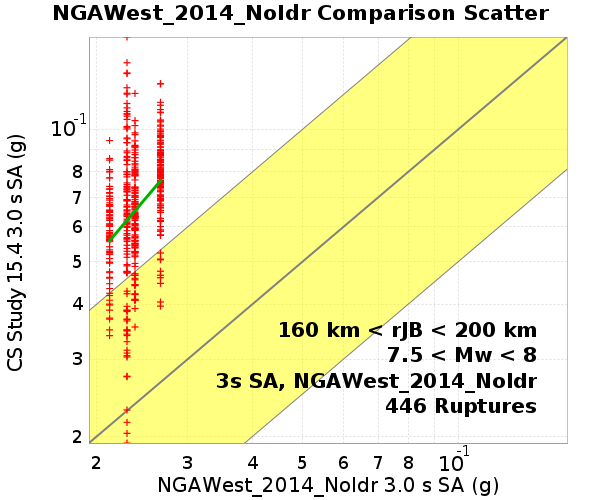 NGAWest_2014_NoIdr Comparison Scatter
CS Study 15.4 3.0 s SA (g)
10-1
8
7
6
5
4
3
2
160 km < rJB < 200 km
7.5 < Mw < 8
3s SA, NGAWest_2014_NoIdr
446 Ruptures
2 3 4 5 6 7 8 10-1
NGAWest_2014_NoIdr 3.0 s SA (g)